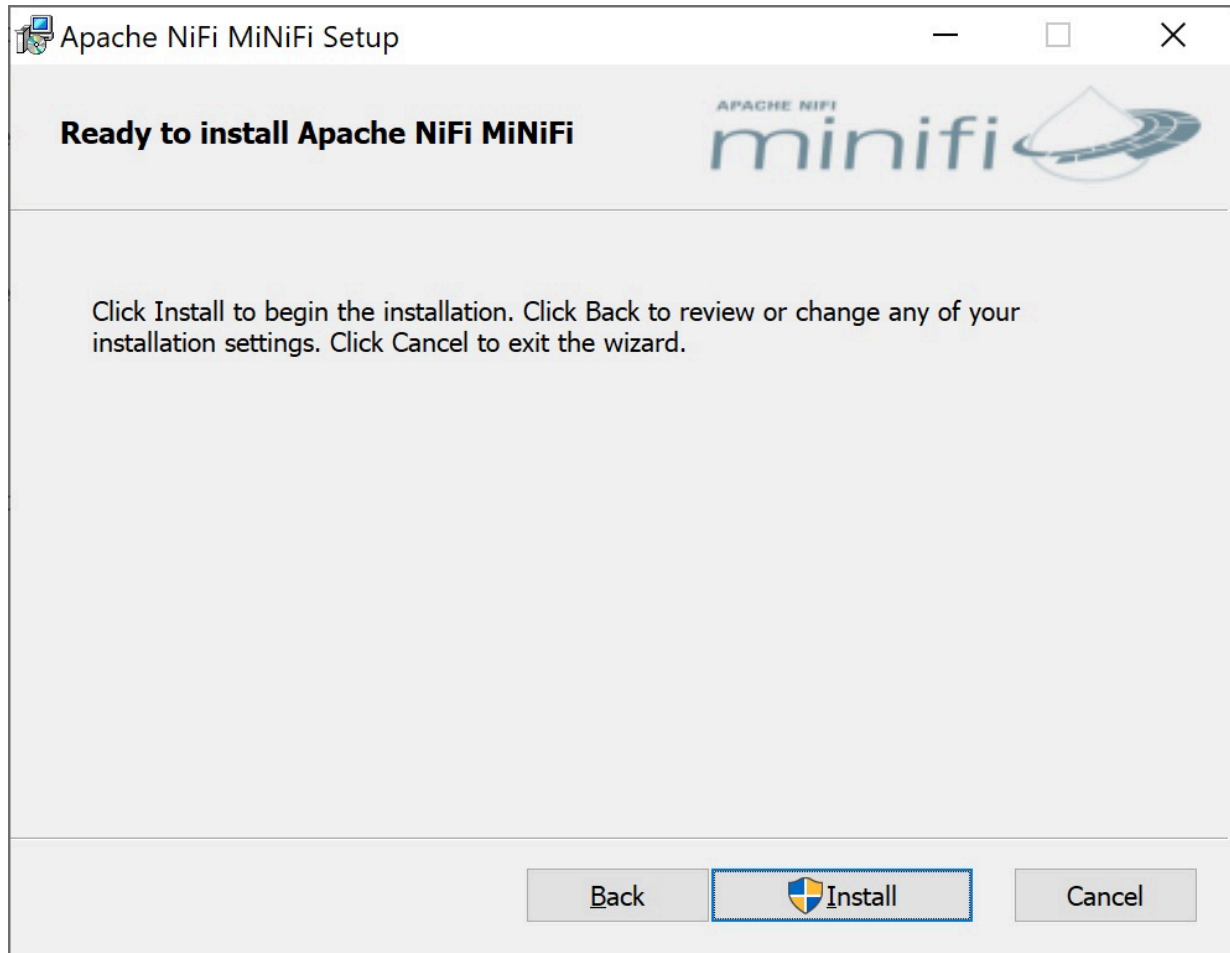 Apache NiFi MiNiFi Setup
Ready to install Apache NiFi MiNiFi
APACHE NIFI
minifi
Click Install to begin the installation. Click Back to review or change any of your
installation settings. Click Cancel to exit the wizard.
Back
Install
Cancel